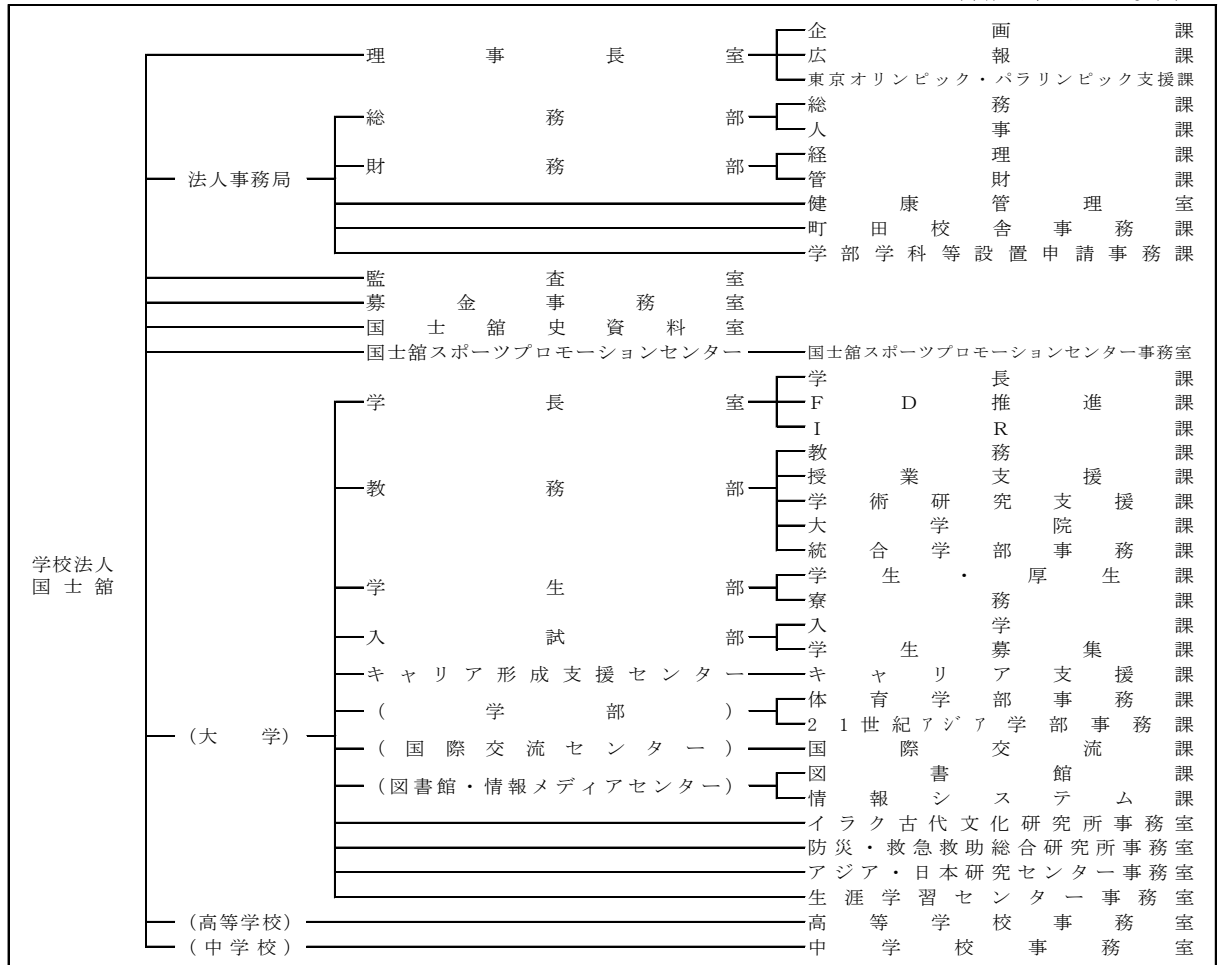 企画課
理事長室 広報課
東京オリンピック・パラリンピック支援課
総務部 総務課
人事課
財務部 経理課
法人事務局 管財課
健康管理室
町田校舎事務課
学部学科等設置申請事務課
監査室
募金事務室
国士舘史資料室
国士舘スポーツプロモーションセンター 国士舘スポーツプロモーションセンター事務室
学長課
学長室 FD推進課
IR課
教務課
授業支援課
教務部 学術研究支援課
大学院課
統合学部事務課
学校法人
国士舘
学生部 学生・厚生課
寮務課
入試部 入学課
学生募集課
キャリア形成支援センター キャリア支援課
(学部) 体育学部事務課
21世紀アジア学部事務課
(大学) (国際交流センター) 国際交流課
(図書館・情報メディアセンター) 図書館課
情報システム課
イラク古代文化研究所事務室
防災・救急救助総合研究所事務室
アジア・日本研究センター事務室
生涯学習センター事務室
(高等学校) 高等学校事務室
(中学校) 中学校事務室